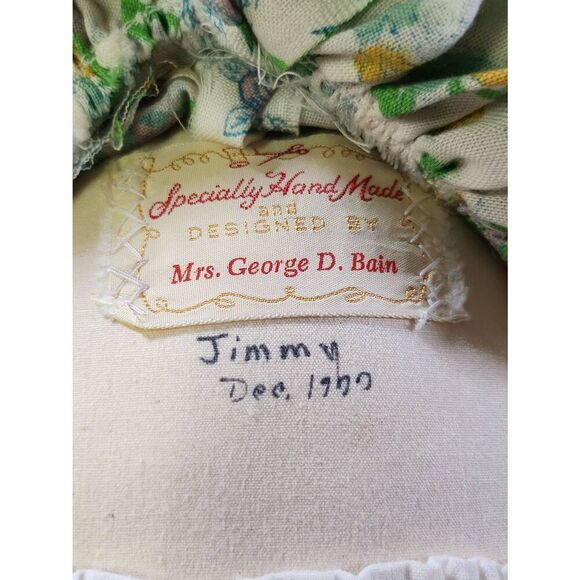 Specially Hand Made
and
DESIGNED BY
Mrs. George D. Bain
Jimmy
Dec. 1977